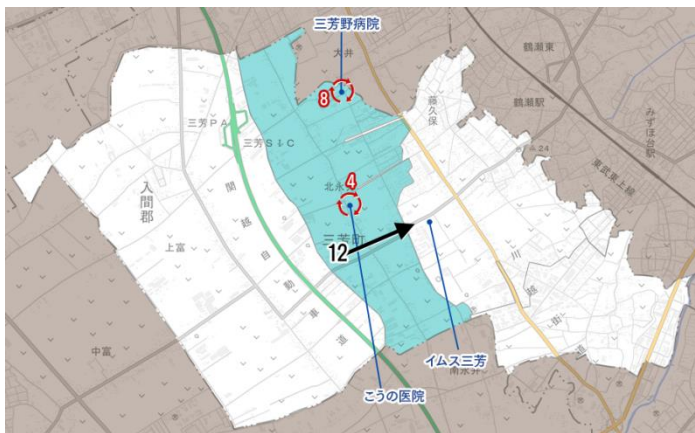 三芳野病院
大井
鶴瀬東
8
藤久保
鶴瀬駅
みずほ台駅
三芳PA
三芳SIC
24
東武東上線
北永
4
入間郡
関越自動車道
上富
三芳町
12
川越街道
イムス三芳
中富
南永井
こうの医院